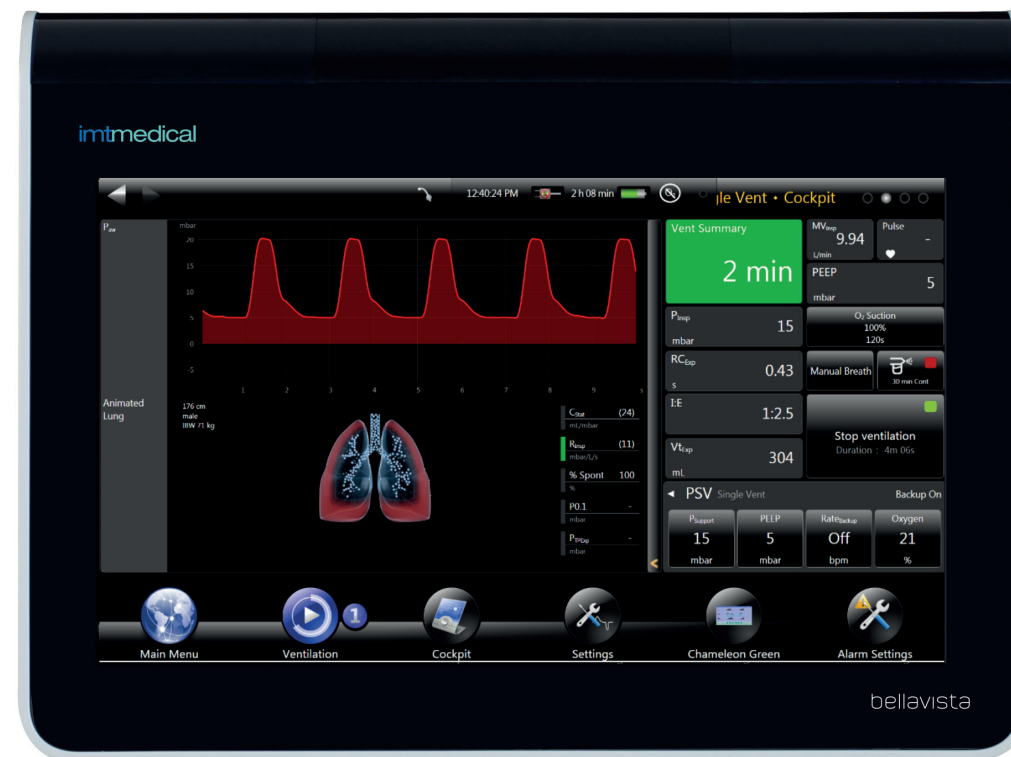 imtmedical
12:40:24 PM
2 h 08 min
O₂
gle Vent • Cockpit
Paw
mbar
20
15
10
5
0
-5
1 2 3 4 5 6 7 8 9 s
Animated
Lung
176 cm
male
IBW 71 kg
CStat (24)
mL/mbar
RInsp (11)
mbar/L/s
% Spont 100
%
P0.1 -
mbar
PTPExp -
mbar
Vent Summary
2 min
MVInsp
9.94
L/min
Pulse
-
PEEP
5
mbar
PInsp
15
mbar
O₂ Suction
100%
120s
RCExp
0.43
s
Manual Breath
30 min Cont
I:E
1:2.5
Stop ventilation
Duration : 4m 06s
VtExp
304
mL
PSV Single Vent Backup On
PSupport
15
mbar
PEEP
5
mbar
RateBackup
Off
bpm
Oxygen
21
%
1
Main Menu
Ventilation
Cockpit
Settings
Chameleon Green
Alarm Settings
bellavista